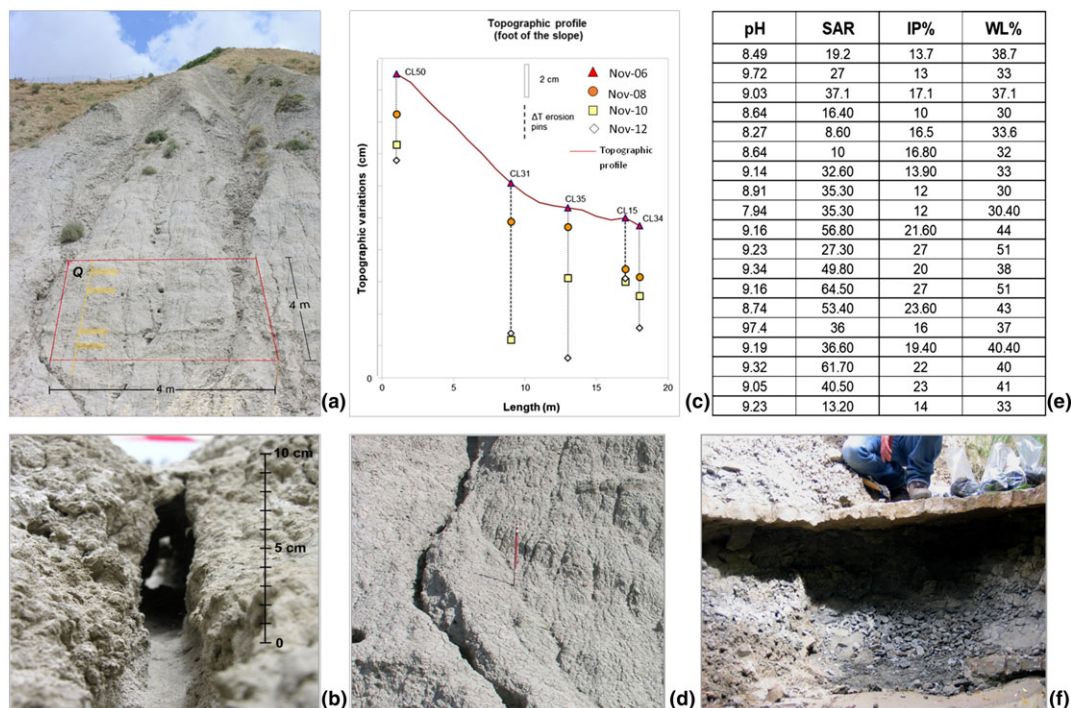 Q
4 m
4 m
(a)
Topographic profile
(foot of the slope)
Topographic variations (cm)
CL50
2 cm
ΔT erosion
pins
Nov-06
Nov-08
Nov-10
Nov-12
Topographic
profile
CL31
CL35
CL15
CL34
0
0
5
10
15
20
Length (m)
(c)
pH SAR IP% WL%
8.49 19.2 13.7 38.7
9.72 27 13 33
9.03 37.1 17.1 37.1
8.64 16.40 10 30
8.27 8.60 16.5 33.6
8.64 10 16.80 32
9.14 32.60 13.90 33
8.91 35.30 12 30
7.94 35.30 12 30.40
9.16 56.80 21.60 44
9.23 27.30 27 51
9.34 49.80 20 38
9.16 64.50 27 51
8.74 53.40 23.60 43
97.4 36 16 37
9.19 36.60 19.40 40.40
9.32 61.70 22 40
9.05 40.50 23 41
9.23 13.20 14 33
(e)
10 cm
5 cm
0
(b)
(d)
(f)